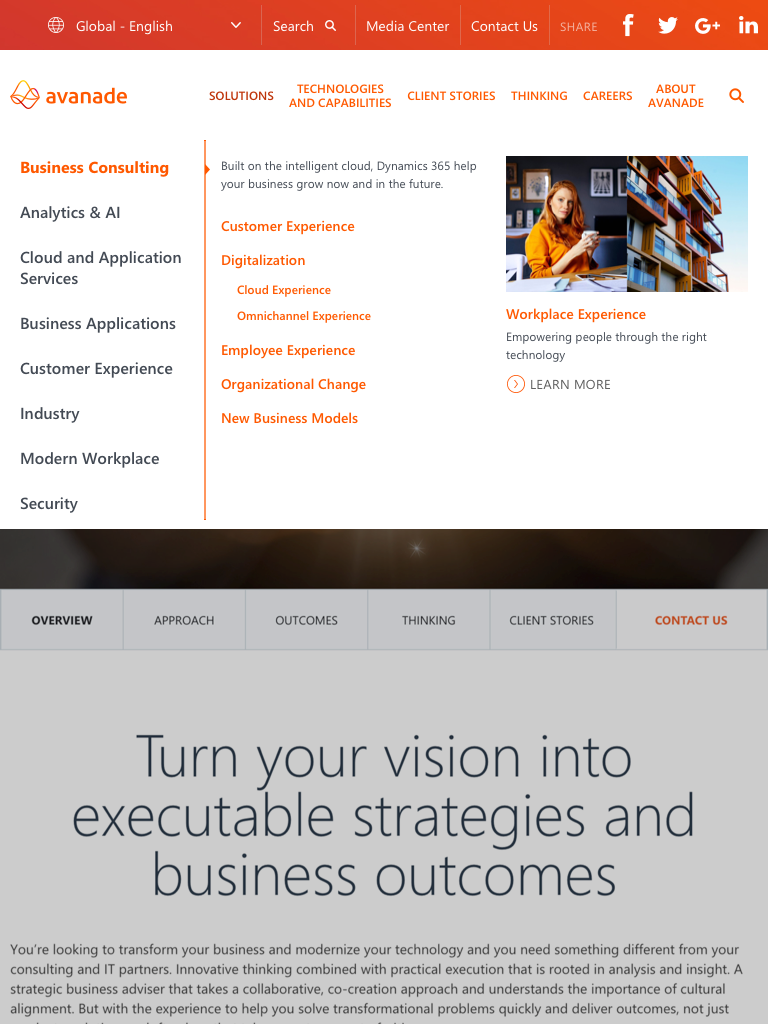 Global - English
Search
Media Center
Contact Us
SHARE
avanade
SOLUTIONS
TECHNOLOGIES
AND CAPABILITIES
CLIENT STORIES
THINKING
CAREERS
ABOUT
AVANADE
Business Consulting
Analytics & AI
Cloud and Application
Services
Business Applications
Customer Experience
Industry
Modern Workplace
Security
Built on the intelligent cloud, Dynamics 365 help
your business grow now and in the future.
Customer Experience
Digitalization
Cloud Experience
Omnichannel Experience
Employee Experience
Organizational Change
New Business Models
Workplace Experience
Empowering people through the right
technology
LEARN MORE
OVERVIEW
APPROACH
OUTCOMES
THINKING
CLIENT STORIES
CONTACT US
Turn your vision into
executable strategies and
business outcomes
You're looking to transform your business and modernize your technology and you need something different from your
consulting and IT partners. Innovative thinking combined with practical execution that is rooted in analysis and insight. A
strategic business adviser that takes a collaborative, co-creation approach and understands the importance of cultural
alignment. But with the experience to help you solve transformational problems quickly and deliver outcomes, not just